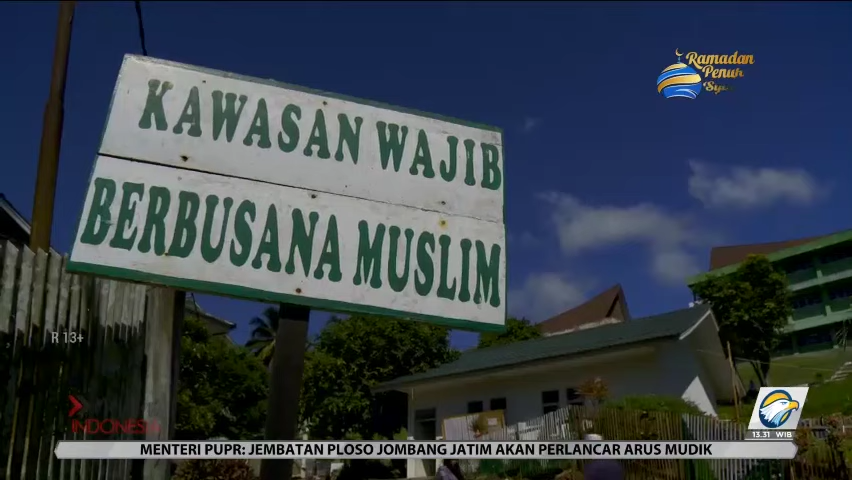 Ramadan
Penuh
KAWASAN WAJIB
BERBUSANA MUSLIM
R 13+
INDONESIA
13.31 WIB
MENTERI PUPR: JEMBATAN PLOSO JOMBANG JATIM AKAN PERLANCAR ARUS MUDIK